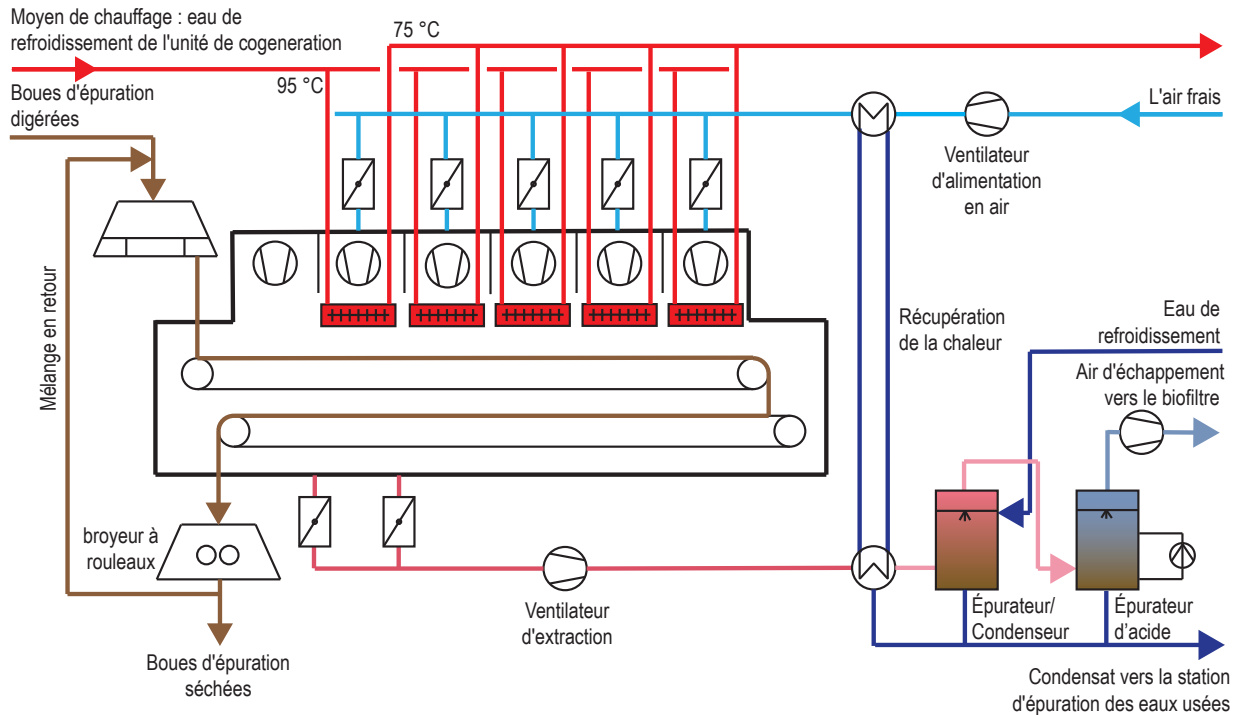 Moyen de chauffage : eau de
refroidissement de l'unité de cogeneration
75 °C
95 °C
Boues d'épuration
digérées
L'air frais
Ventilateur
d'alimentation
en air
Mélange en retour
Récupération
de la chaleur
Eau de
refroidissement
Air d'échappement
vers le biofiltre
broyeur à
rouleaux
Ventilateur
d'extraction
Épurateur/
Condenseur
Épurateur
d'acide
Boues d'épuration
séchées
Condensat vers la station
d'épuration des eaux usées